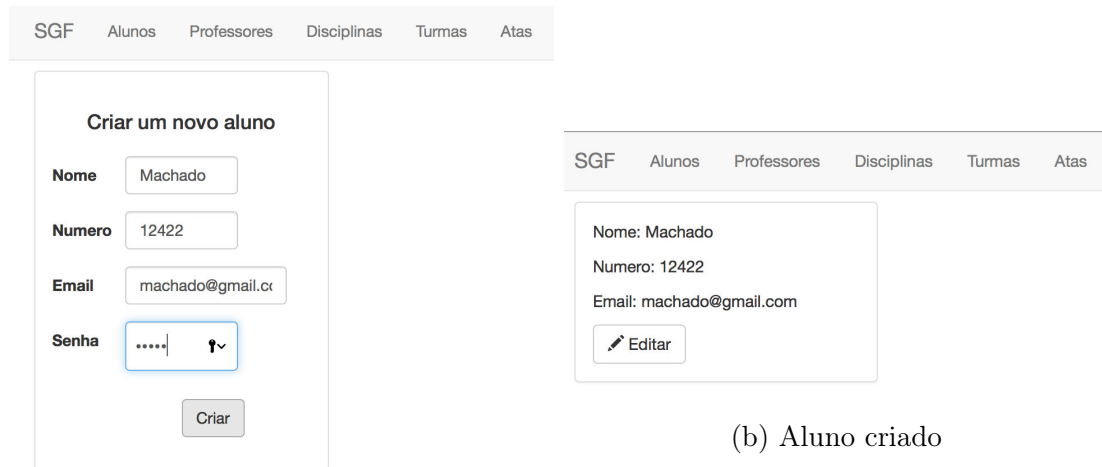 SGF Alunos Professores Disciplinas Turmas Atas
Criar um novo aluno
Nome Machado
Numero 12422
Email machado@gmail.cc
Senha •••••
Criar
SGF Alunos Professores Disciplinas Turmas Atas
Nome: Machado
Numero: 12422
Email: machado@gmail.com
Editar
(b) Aluno criado